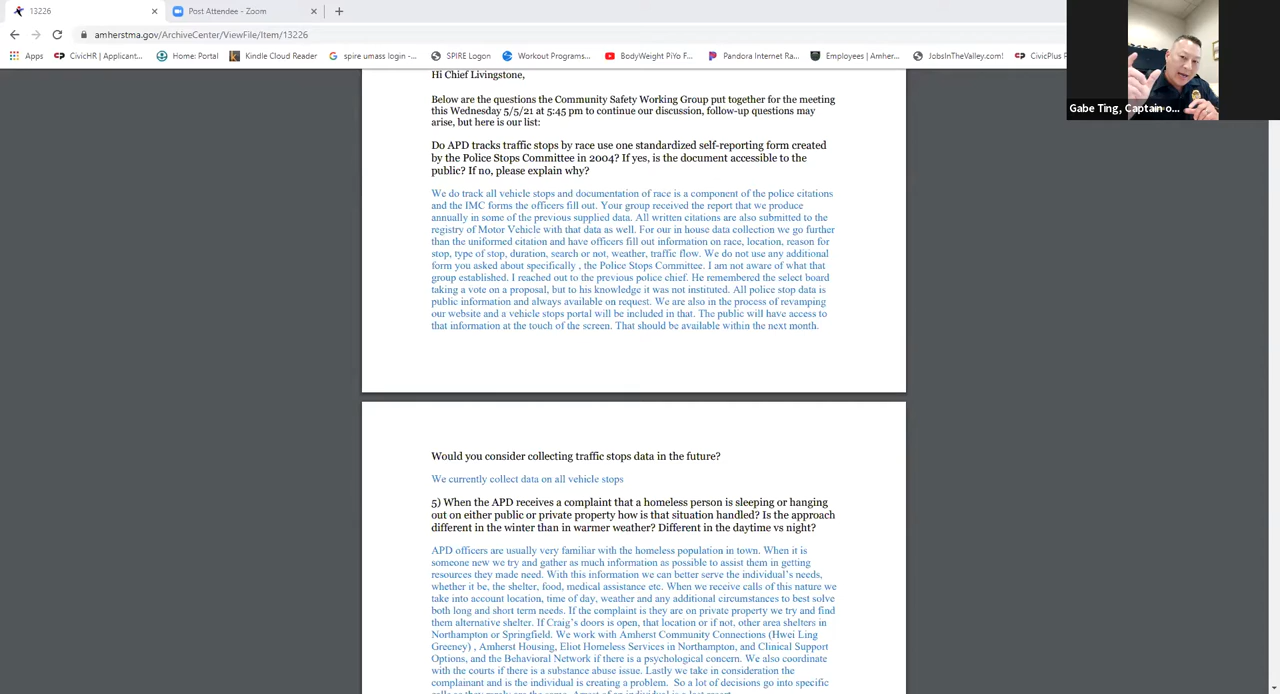 13226
Post Attendee - Zoom
amherstma.gov/ArchiveCenter/ViewFile/Item/13226
Apps
CivicHR | Applicant...
Home: Portal
Kindle Cloud Reader
spire umass login -...
SPIRE Logon
Workout Programs...
BodyWeight PiYo F...
Pandora Internet Ra...
Employees | Amher...
JobsInTheValley.com!
CivicPlus P
Gabe Ting, Captain o...
Hi Chief Livingstone,
Below are the questions the Community Safety Working Group put together for the meeting
this Wednesday 5/5/21 at 5:45 pm to continue our discussion, follow-up questions may
arise, but here is our list:
Do APD tracks traffic stops by race use one standardized self-reporting form created
by the Police Stops Committee in 2004? If yes, is the document accessible to the
public? If no, please explain why?
We do track all vehicle stops and documentation of race is a component of the police citations
and the IMC forms the officers fill out. Your group received the report that we produce
annually in some of the previous supplied data. All written citations are also submitted to the
registry of Motor Vehicle with that data as well. For our in house data collection we go further
than the uniformed citation and have officers fill out information on race, location, reason for
stop, type of stop, duration, search or not, weather, traffic flow. We do not use any additional
form you asked about specifically , the Police Stops Committee. I am not aware of what that
group established. I reached out to the previous police chief. He remembered the select board
taking a vote on a proposal, but to his knowledge it was not instituted. All police stop data is
public information and always available on request. We are also in the process of revamping
our website and a vehicle stops portal will be included in that. The public will have access to
that information at the touch of the screen. That should be available within the next month.
Would you consider collecting traffic stops data in the future?
We currently collect data on all vehicle stops
5) When the APD receives a complaint that a homeless person is sleeping or hanging
out on either public or private property how is that situation handled? Is the approach
different in the winter than in warmer weather? Different in the daytime vs night?
APD officers are usually very familiar with the homeless population in town. When it is
someone new we try and gather as much information as possible to assist them in getting
resources they made need. With this information we can better serve the individual's needs,
whether it be, the shelter, food, medical assistance etc. When we receive calls of this nature we
take into account location, time of day, weather and any additional circumstances to best solve
both long and short term needs. If the complaint is they are on private property we try and find
them alternative shelter. If Craig's doors is open, that location or if not, other area shelters in
Northampton or Springfield. We work with Amherst Community Connections (Hwei Ling
Greeney) , Amherst Housing, Eliot Homeless Services in Northampton, and Clinical Support
Options, and the Behavioral Network if there is a psychological concern. We also coordinate
with the courts if there is a substance abuse issue. Lastly we take in consideration the
complainant and is the individual is creating a problem. So a lot of decisions go into specific